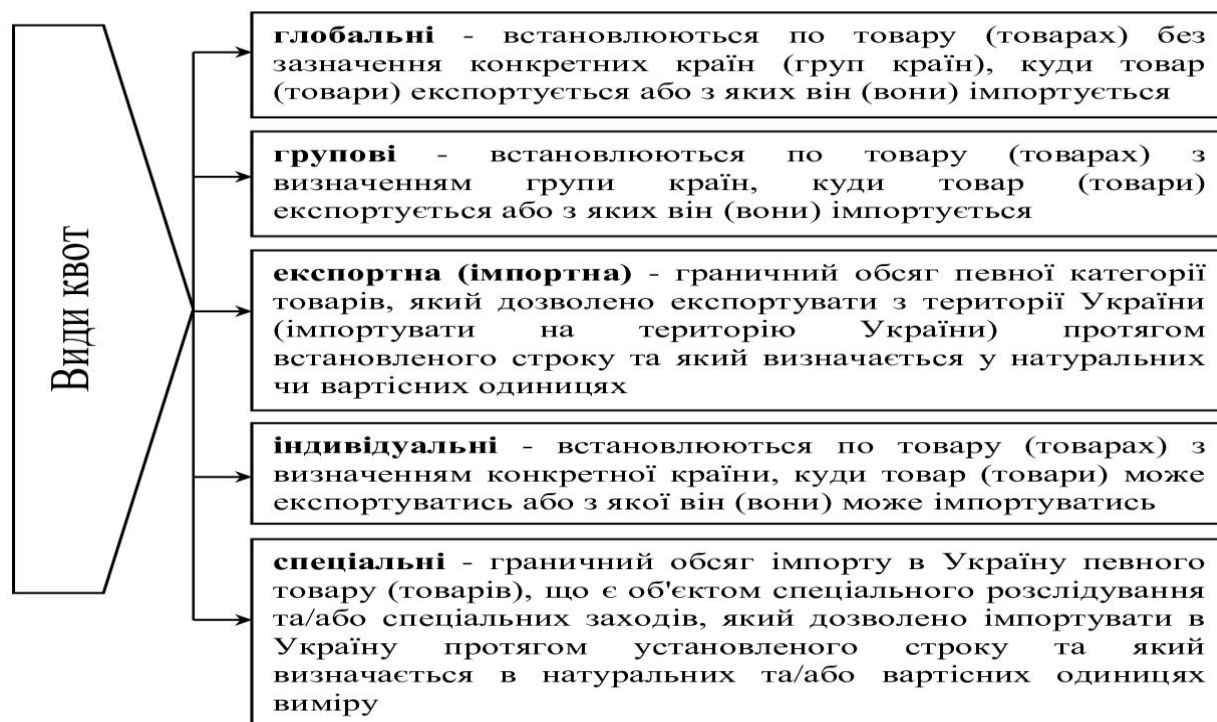 Види квот
глобальні - встановлюються по товару (товарах) без
зазначення конкретних країн (груп країн), куди товар
(товари) експортується або з яких він (вони) імпортується
групові - встановлюються по товару (товарах) з
визначенням групи країн, куди товар (товари)
експортується або з яких він (вони) імпортується
експортна (імпортна) - граничний обсяг певної категорії
товарів, який дозволено експортувати з території України
(імпортувати на територію України) протягом
встановленого строку та який визначається у натуральних
чи вартісних одиницях
індивідуальні - встановлюються по товару (товарах) з
визначенням конкретної країни, куди товар (товари) може
експортуватись або з якої він (вони) може імпортуватись
спеціальні - граничний обсяг імпорту в Україну певного
товару (товарів), що є об'єктом спеціального розслідування
та/або спеціальних заходів, який дозволено імпортувати в
Україну протягом установленого строку та який
визначається в натуральних та/або вартісних одиницях
виміру